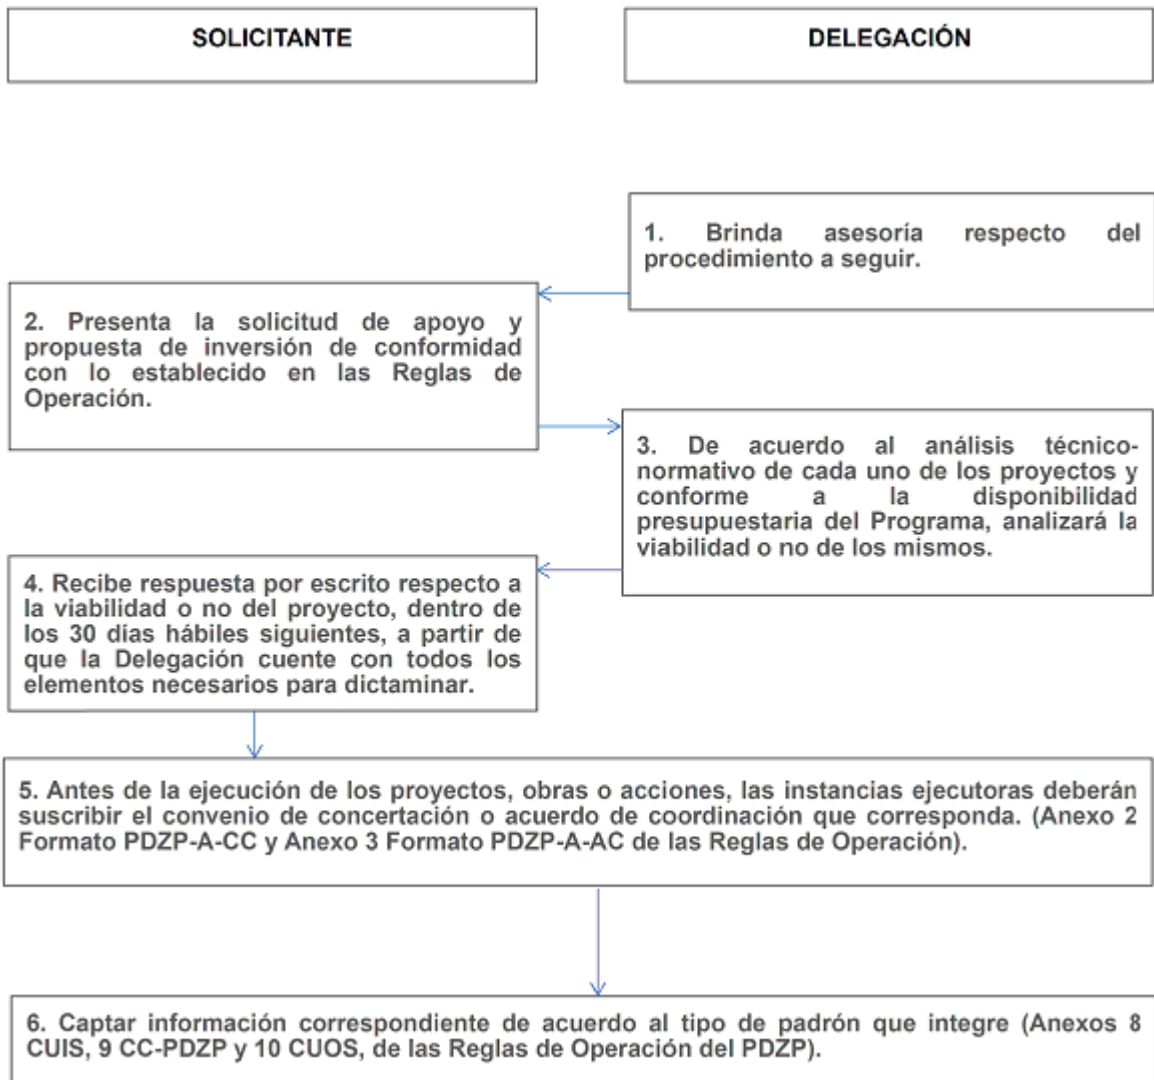 SOLICITANTE
DELEGACIÓN
1. Brinda asesoría respecto del
procedimiento a seguir.
2. Presenta la solicitud de apoyo y
propuesta de inversión de conformidad
con lo establecido en las Reglas de
Operación.
3. De acuerdo al análisis técnico-
normativo de cada uno de los proyectos y
conforme a la disponibilidad
presupuestaria del Programa, analizará la
viabilidad o no de los mismos.
4. Recibe respuesta por escrito respecto a
la viabilidad o no del proyecto, dentro de
los 30 días hábiles siguientes, a partir de
que la Delegación cuente con todos los
elementos necesarios para dictaminar.
5. Antes de la ejecución de los proyectos, obras o acciones, las instancias ejecutoras deberán
suscribir el convenio de concertación o acuerdo de coordinación que corresponda. (Anexo 2
Formato PDZP-A-CC y Anexo 3 Formato PDZP-A-AC de las Reglas de Operación).
6. Captar información correspondiente de acuerdo al tipo de padrón que integre (Anexos 8
CUIS, 9 CC-PDZP y 10 CUOS, de las Reglas de Operación del PDZP).